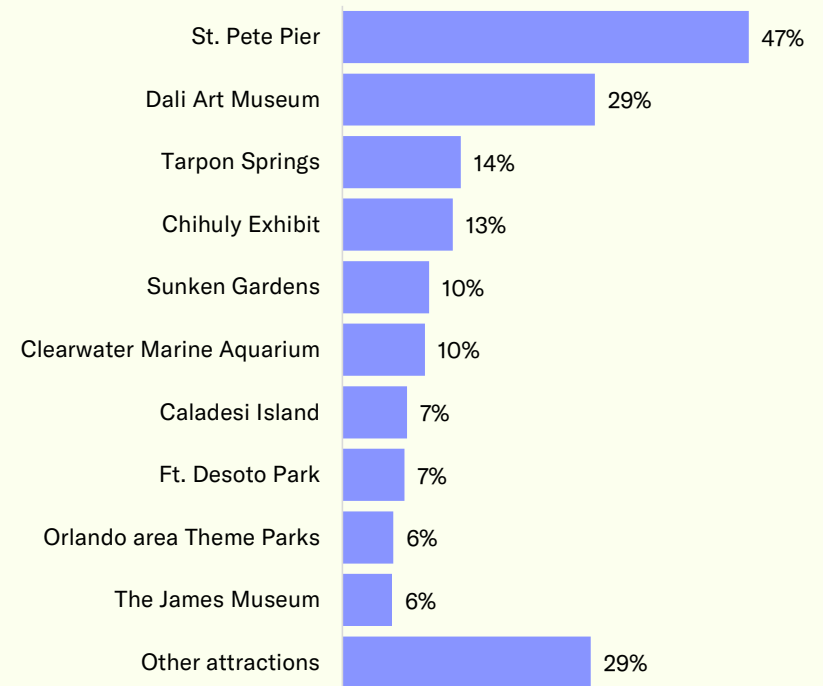 St. Pete Pier 47%
Dali Art Museum 29%
Tarpon Springs 14%
Chihuly Exhibit 13%
Sunken Gardens 10%
Clearwater Marine Aquarium 10%
Caladesi Island 7%
Ft. Desoto Park 7%
Orlando area Theme Parks 6%
The James Museum 6%
Other attractions 29%